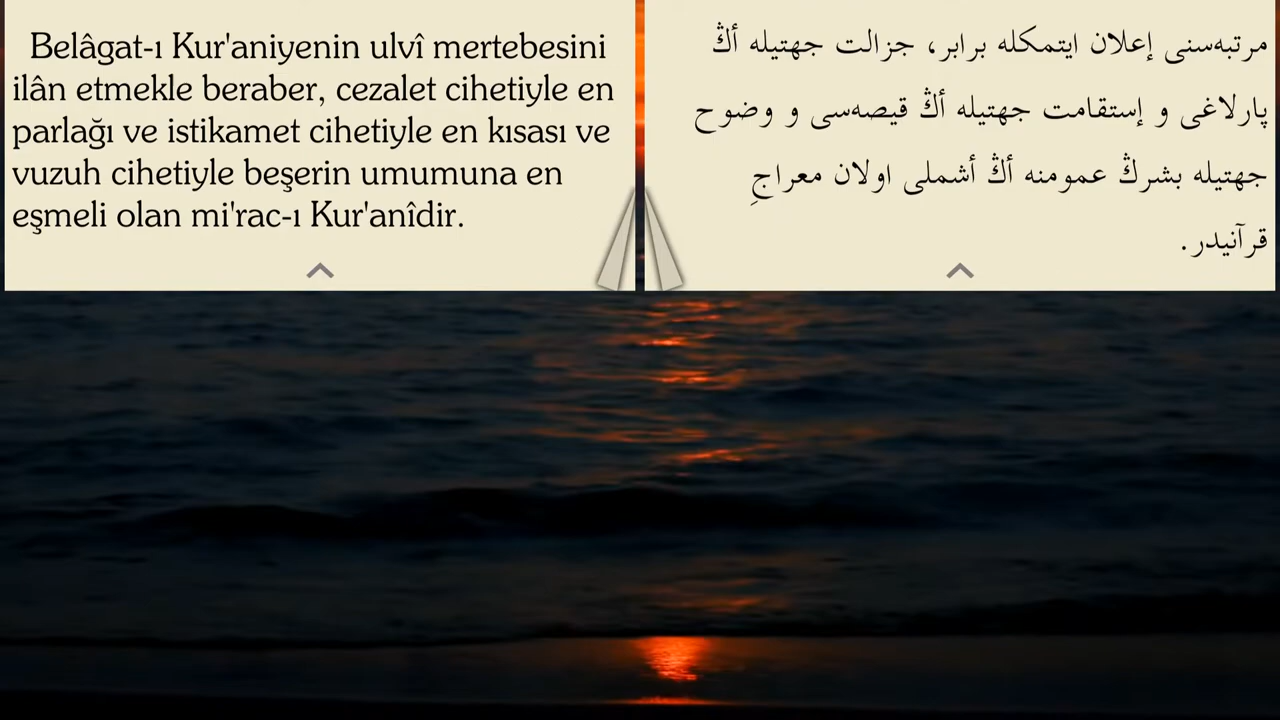 Belâgat-ı Kur'aniyenin ulvî mertebesini
ilân etmekle beraber, cezalet cihetiyle en
parlağı ve istikamet cihetiyle en kısası ve
vuzuh cihetiyle beşerin umumuna en
eşmeli olan mi'rac-ı Kur'anîdir.
مرتبه‌سنى إعلان ايتمكله برابر، جزالت جهتيله أڭ
پارلاغى و إستقامت جهتيله أڭ قيصه‌سى و وضوح
جهتيله بشرڭ عمومنه أڭ أشملى اولان معراجِ
قرآنيدر.